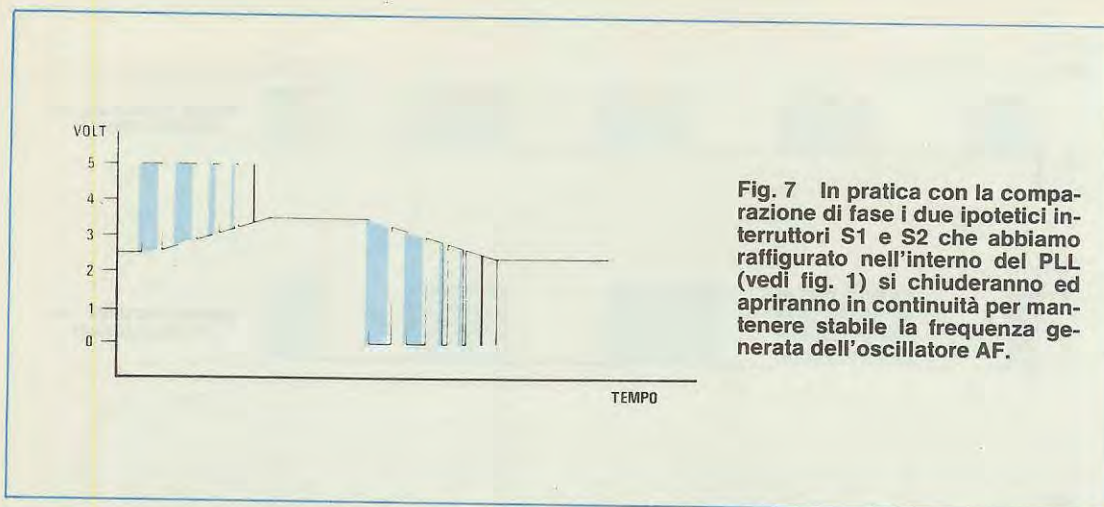 VOLT
5
4
3
2
1
0
TEMPO
Fig. 7 In pratica con la compa-
razione di fase i due ipotetici in-
terruttori S1 e S2 che abbiamo
raffigurato nell'interno del PLL
(vedi fig. 1) si chiuderanno ed
apriranno in continuità per man-
tenere stabile la frequenza ge-
nerata dell'oscillatore AF.